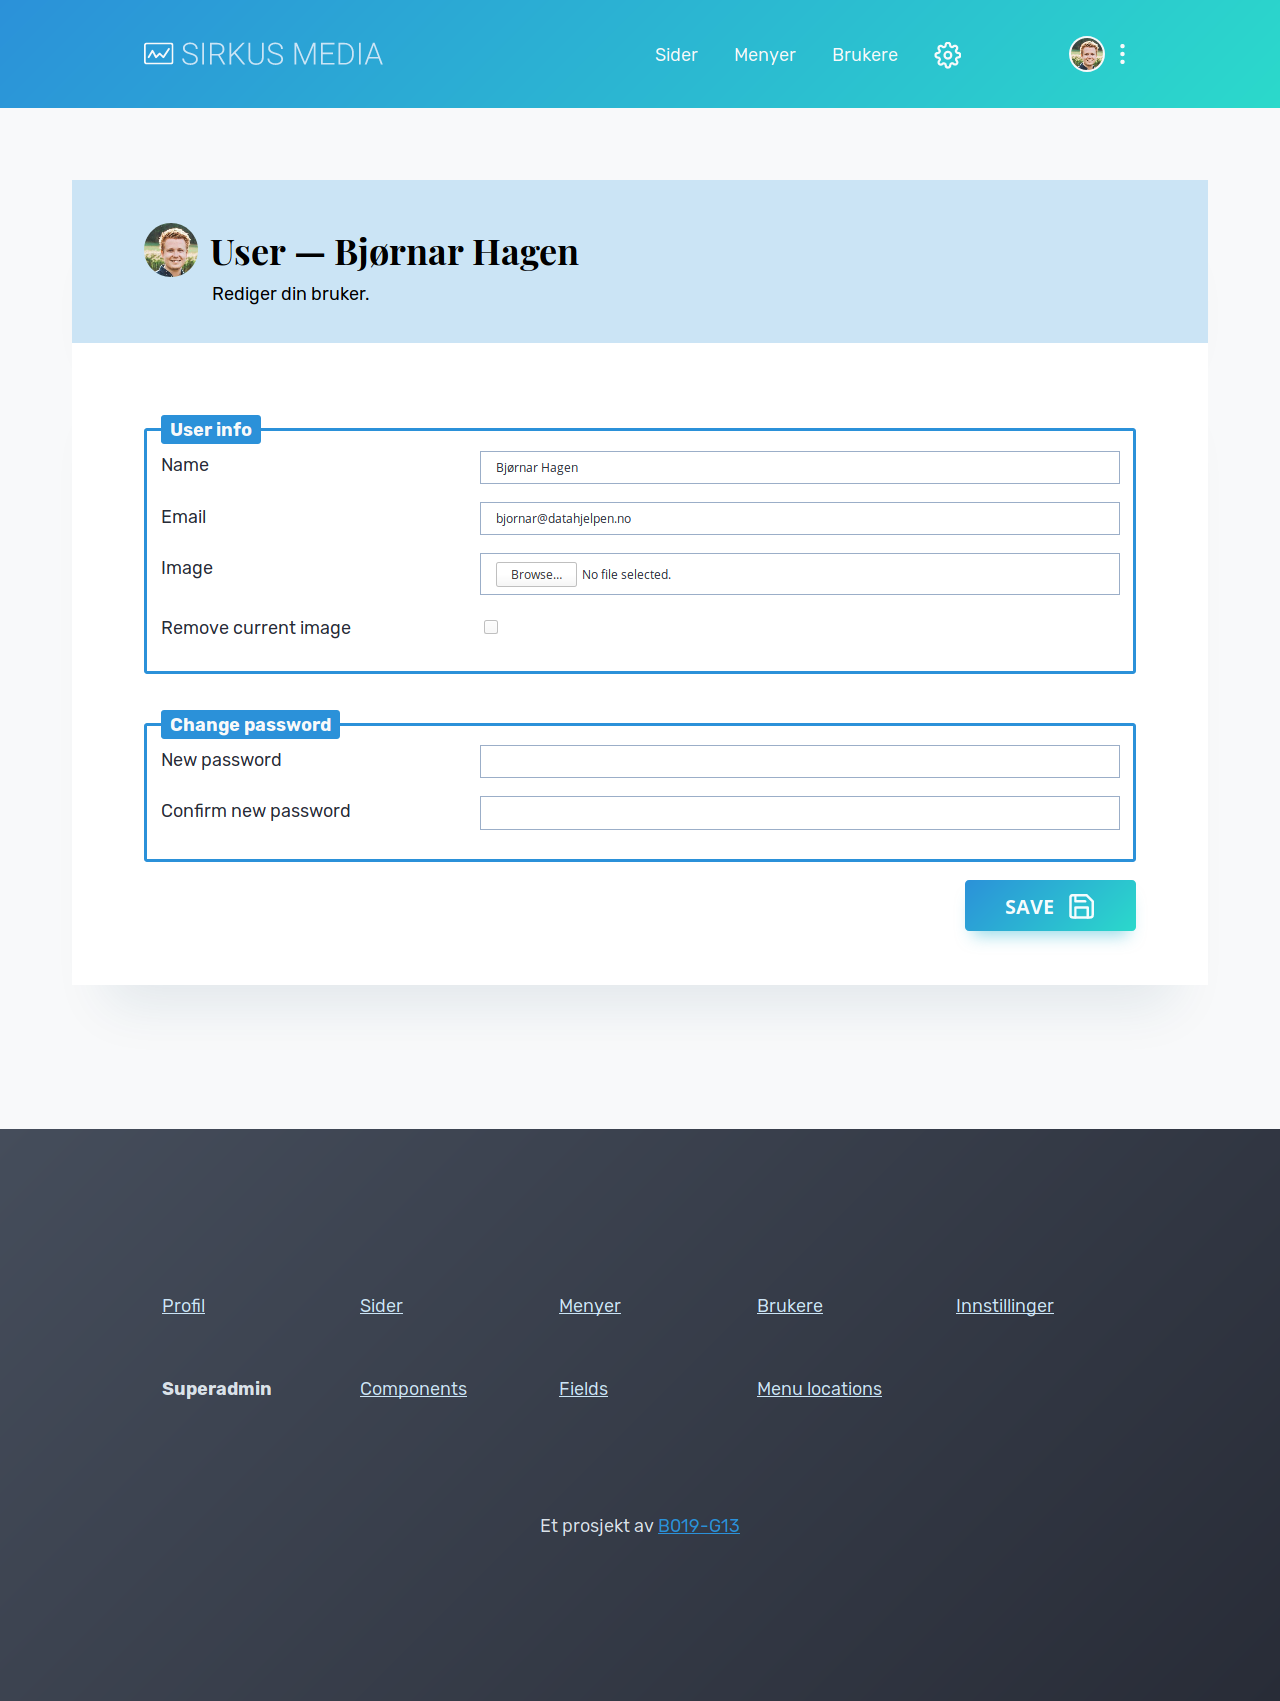 SIRKUS MEDIA
Sider Menyer Brukere
User — Bjørnar Hagen
Rediger din bruker.
User info
Name Bjørnar Hagen
Email bjornar@datahjelpen.no
Image Browse... No file selected.
Remove current image
Change password
New password
Confirm new password
SAVE
Profil Sider Menyer Brukere Innstillinger
Superadmin Components Fields Menu locations
Et prosjekt av BO19-G13